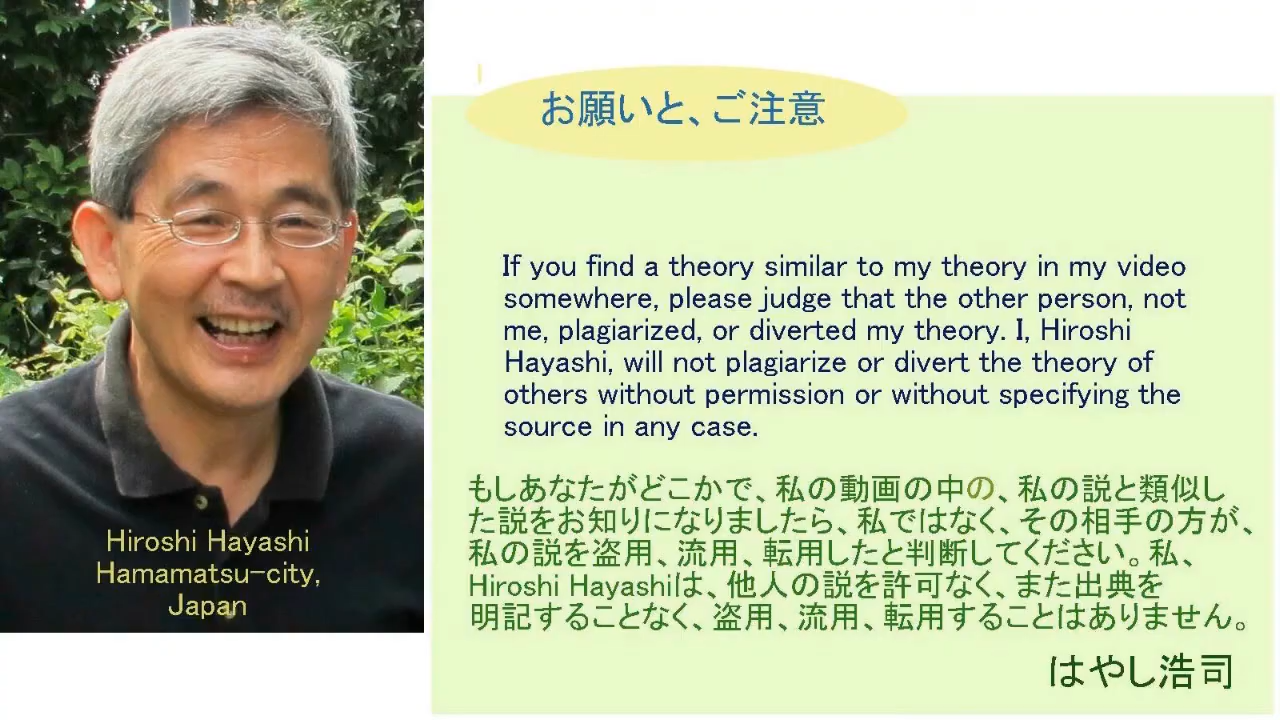 お願いと、ご注意
If you find a theory similar to my theory in my video
somewhere, please judge that the other person, not
me, plagiarized, or diverted my theory. I, Hiroshi
Hayashi, will not plagiarize or divert the theory of
others without permission or without specifying the
source in any case.
もしあなたがどこかで、私の動画の中の、私の説と類似し
た説をお知りになりましたら、私ではなく、その相手の方が、
私の説を盗用、流用、転用したと判断してください。私、
Hiroshi Hayashiは、他人の説を許可なく、また出典を
明記することなく、盗用、流用、転用することはありません。
はやし浩司
Hiroshi Hayashi
Hamamatsu-city,
Japan